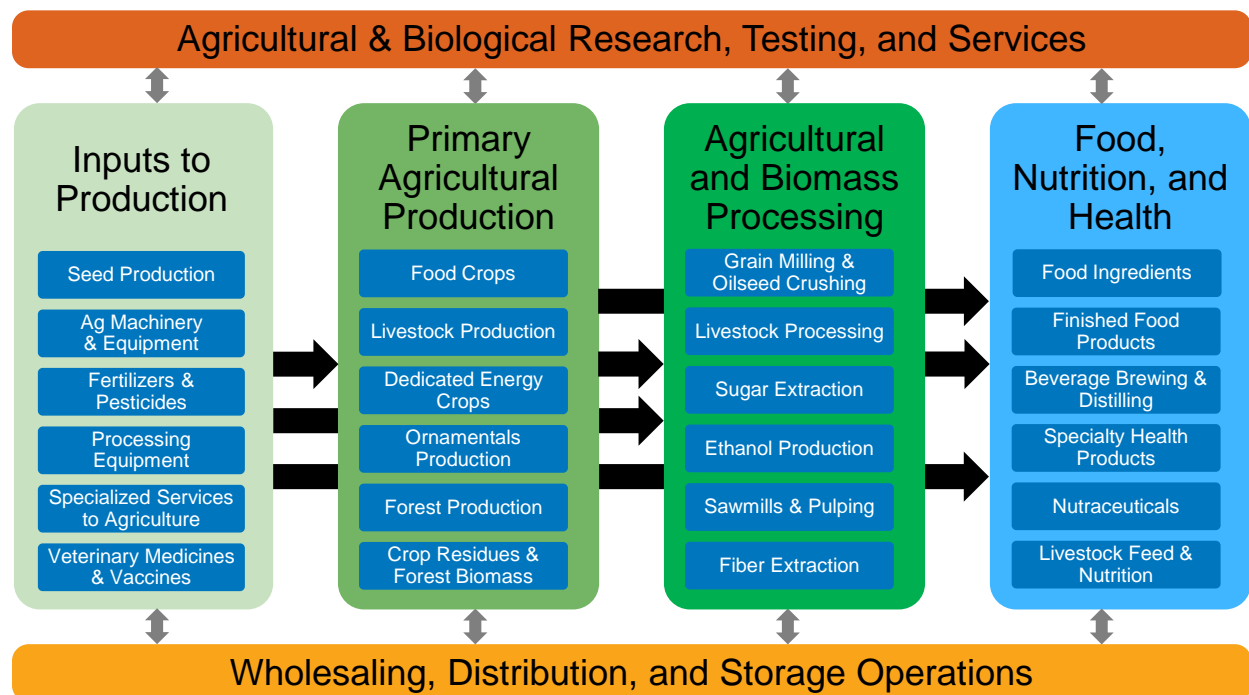 Agricultural & Biological Research, Testing, and Services
Inputs to
Production
Seed Production
Ag Machinery
& Equipment
Fertilizers &
Pesticides
Processing
Equipment
Specialized Services
to Agriculture
Veterinary Medicines
& Vaccines
Primary
Agricultural
Production
Food Crops
Livestock Production
Dedicated Energy
Crops
Ornamentals
Production
Forest Production
Crop Residues &
Forest Biomass
Agricultural
and Biomass
Processing
Grain Milling &
Oilseed Crushing
Livestock Processing
Sugar Extraction
Ethanol Production
Sawmills & Pulping
Fiber Extraction
Food,
Nutrition, and
Health
Food Ingredients
Finished Food
Products
Beverage Brewing &
Distilling
Specialty Health
Products
Nutraceuticals
Livestock Feed &
Nutrition
Wholesaling, Distribution, and Storage Operations